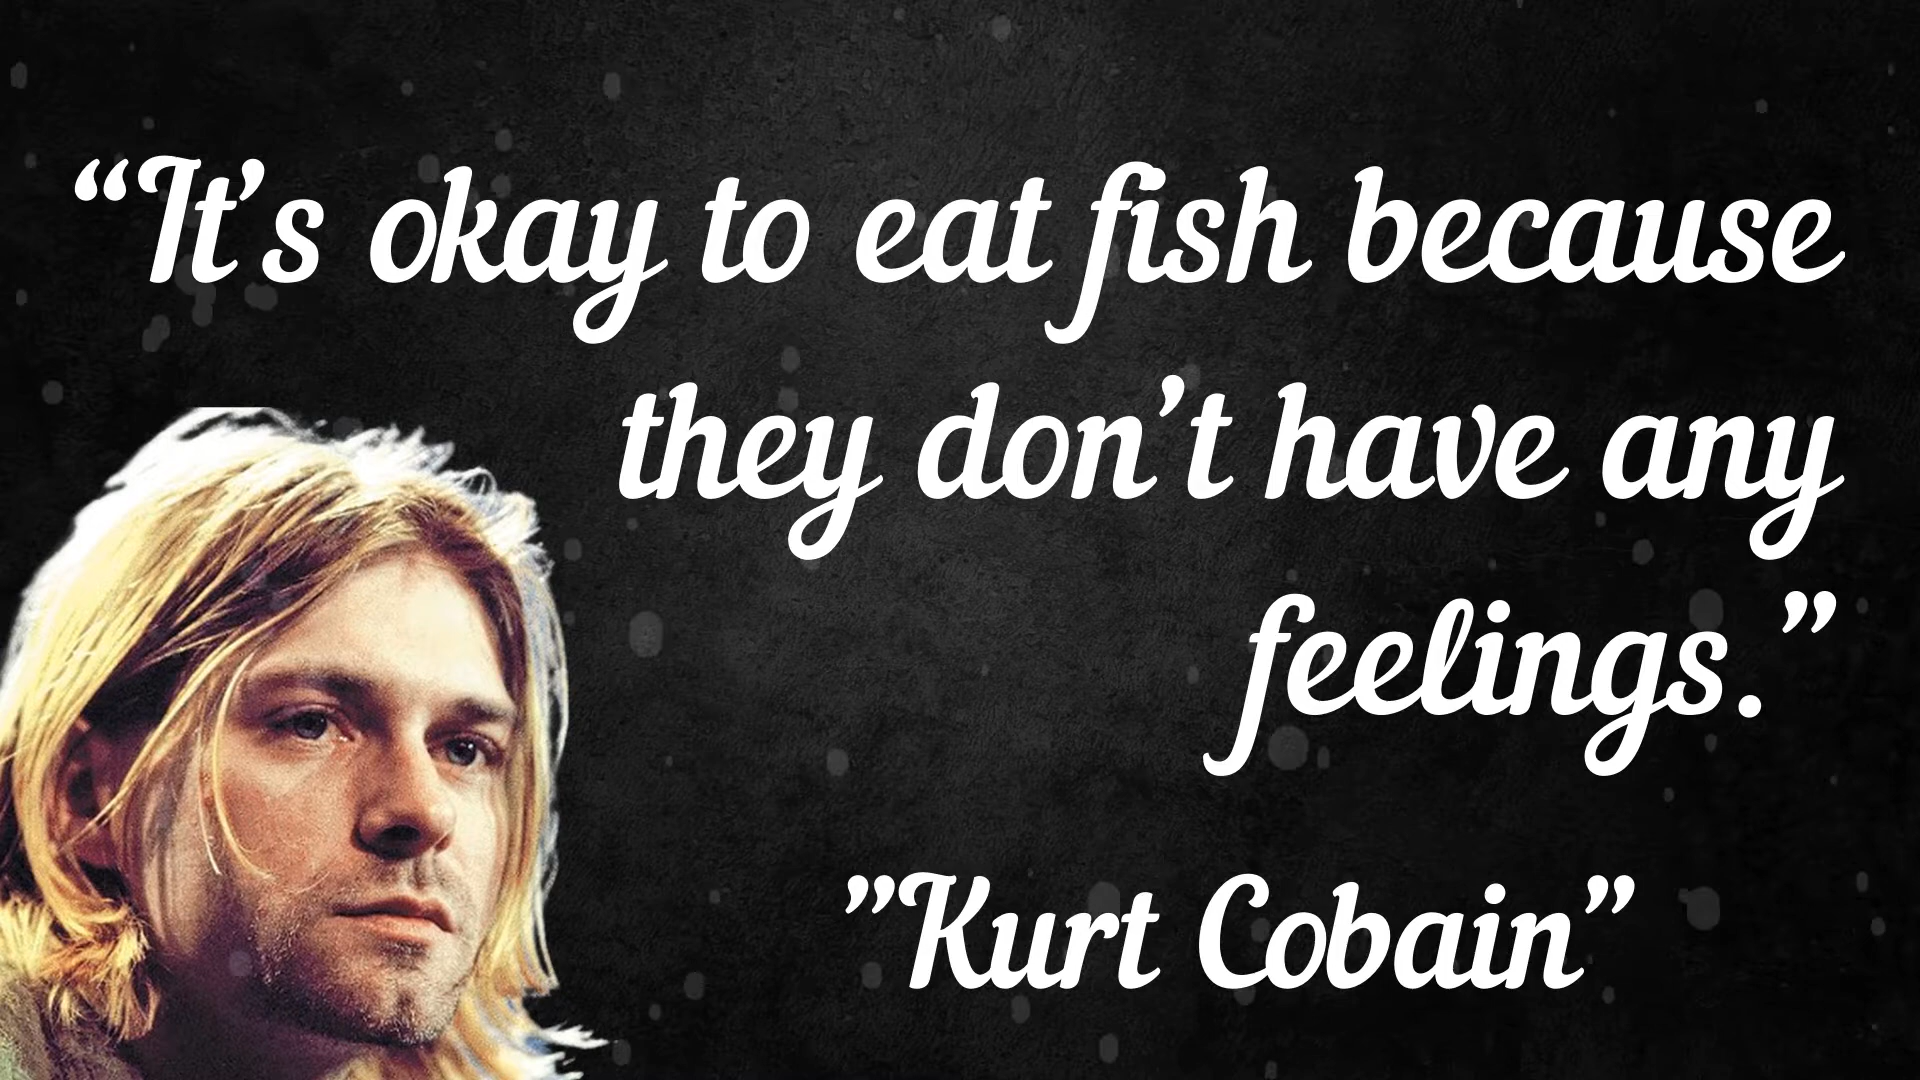 “It’s okay to eat fish because
they don’t have any
feelings.”
”Kurt Cobain”